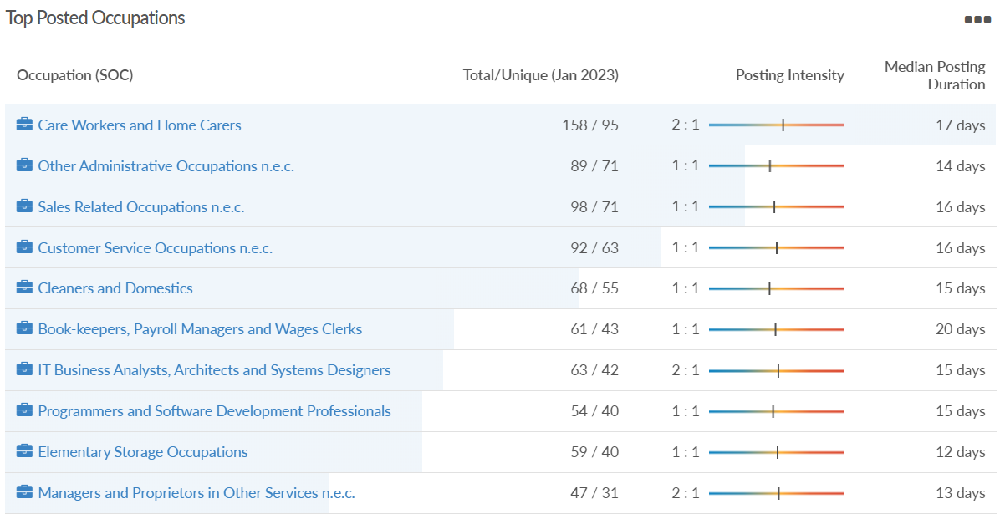 Top Posted Occupations
Occupation (SOC) Total/Unique (Jan 2023) Posting Intensity Median Posting Duration
Care Workers and Home Carers 158 / 95 2 : 1 17 days
Other Administrative Occupations n.e.c. 89 / 71 1 : 1 14 days
Sales Related Occupations n.e.c. 98 / 71 1 : 1 16 days
Customer Service Occupations n.e.c. 92 / 63 1 : 1 16 days
Cleaners and Domestics 68 / 55 1 : 1 15 days
Book-keepers, Payroll Managers and Wages Clerks 61 / 43 1 : 1 20 days
IT Business Analysts, Architects and Systems Designers 63 / 42 2 : 1 15 days
Programmers and Software Development Professionals 54 / 40 1 : 1 15 days
Elementary Storage Occupations 59 / 40 1 : 1 12 days
Managers and Proprietors in Other Services n.e.c. 47 / 31 2 : 1 13 days